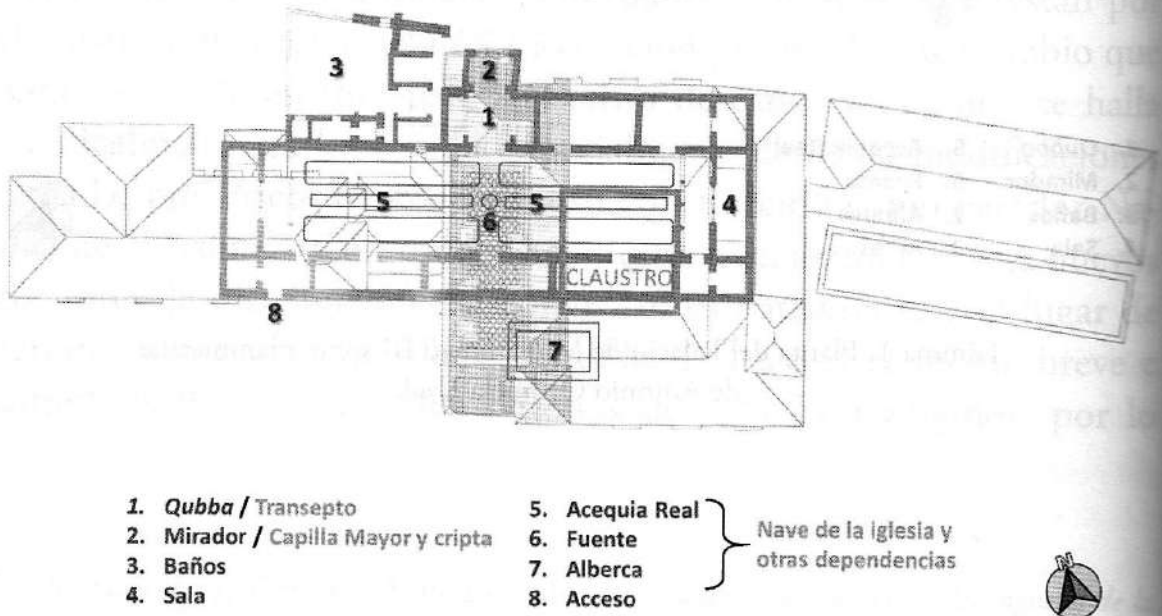 3
2
1
5
5
6
4
CLAUSTRO
8
7
1. Qubba / Transepto
2. Mirador / Capilla Mayor y cripta
3. Baños
4. Sala
5. Acequia Real
6. Fuente
7. Alberca
8. Acceso
Nave de la iglesia y
otras dependencias
N